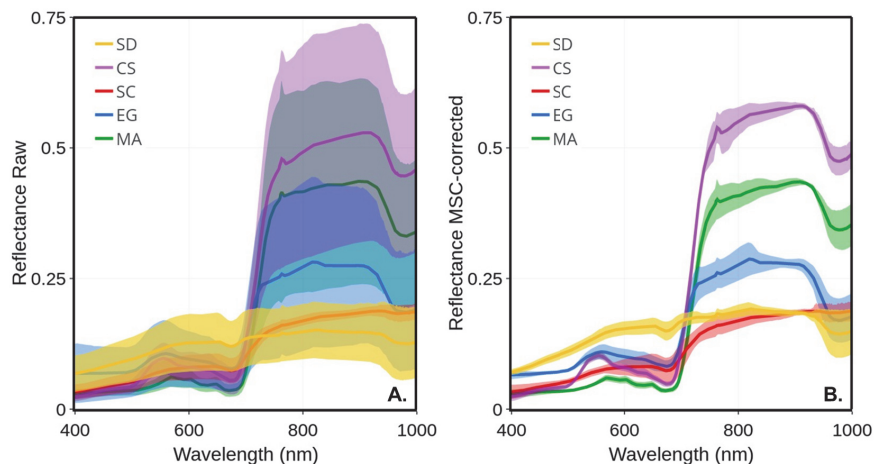 0.75
0.5
0.25
0
Reflectance Raw
SD
CS
SC
EG
MA
A.
400
600
800
1000
Wavelength (nm)
0.75
0.5
0.25
0
Reflectance MSC-corrected
SD
CS
SC
EG
MA
B.
400
600
800
1000
Wavelength (nm)